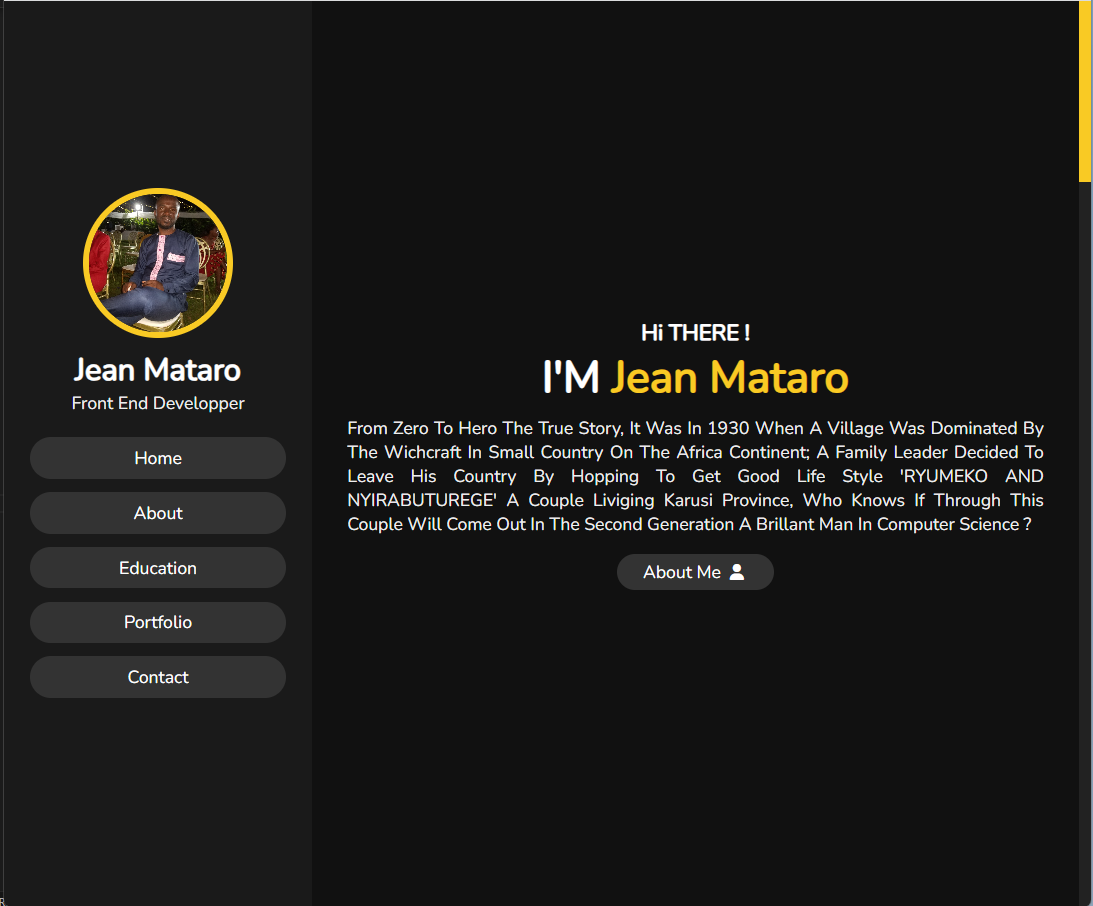 Jean Mataro
Front End Developper
Home
About
Education
Portfolio
Contact
Hi THERE !
I'M Jean Mataro
From Zero To Hero The True Story, It Was In 1930 When A Village Was Dominated By
The Wichcraft In Small Country On The Africa Continent; A Family Leader Decided To
Leave His Country By Hopping To Get Good Life Style 'RYUMEKO AND
NYIRABUTUREGE' A Couple Liviging Karusi Province, Who Knows If Through This
Couple Will Come Out In The Second Generation A Brillant Man In Computer Science ?
About Me